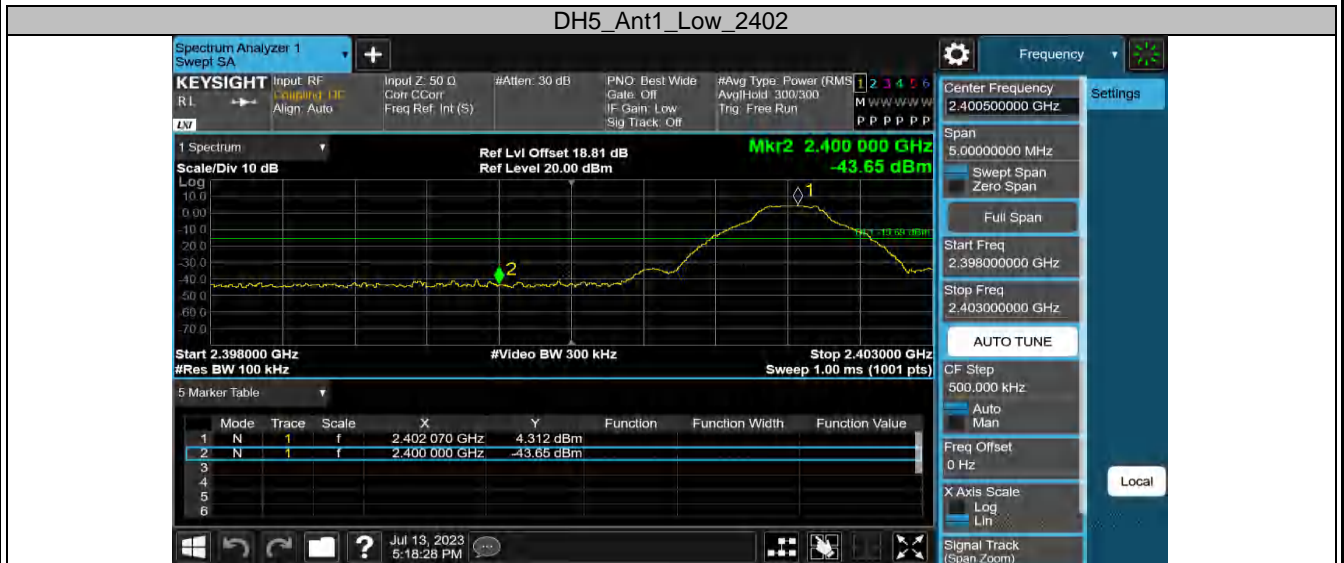 DH5_Ant1_Low_2402
Spectrum Analyzer 1
Swept SA
Frequency
KEYSIGHT
RL
LXI
Input: RF
Coupling: DC
Align: Auto
Input Z: 50 Ω
Corr CCorr
Freq Ref: Int (S)
#Atten: 30 dB
PNO: Best Wide
Gate: Off
IF Gain: Low
Sig Track: Off
#Avg Type: Power (RMS
Avg|Hold: 300/300
Trig: Free Run
1 2 3 4 5 6
M W W W W W
P P P P P P
Center Frequency
2.400500000 GHz
Settings
1 Spectrum
Scale/Div 10 dB
Log
Ref Lvl Offset 18.81 dB
Ref Level 20.00 dBm
Mkr2 2.400 000 GHz
-43.65 dBm
Span
5.00000000 MHz
Swept Span
Zero Span
Full Span
Start Freq
2.398000000 GHz
Stop Freq
2.403000000 GHz
AUTO TUNE
10.0
0.00
-10.0
-20.0
-30.0
-40.0
-50.0
-60.0
-70.0
1
2
Start 2.398000 GHz
#Res BW 100 kHz
#Video BW 300 kHz
Stop 2.403000 GHz
Sweep 1.00 ms (1001 pts)
CF Step
500.000 kHz
Auto
Man
Freq Offset
0 Hz
X Axis Scale
Log
Lin
Signal Track
(Span Zoom)
Local
5 Marker Table
Mode Trace Scale X Y Function Function Width Function Value
1 N 1 f 2.402 070 GHz 4.312 dBm
2 N 1 f 2.400 000 GHz -43.65 dBm
3
4
5
6
?
Jul 13, 2023
5:18:28 PM